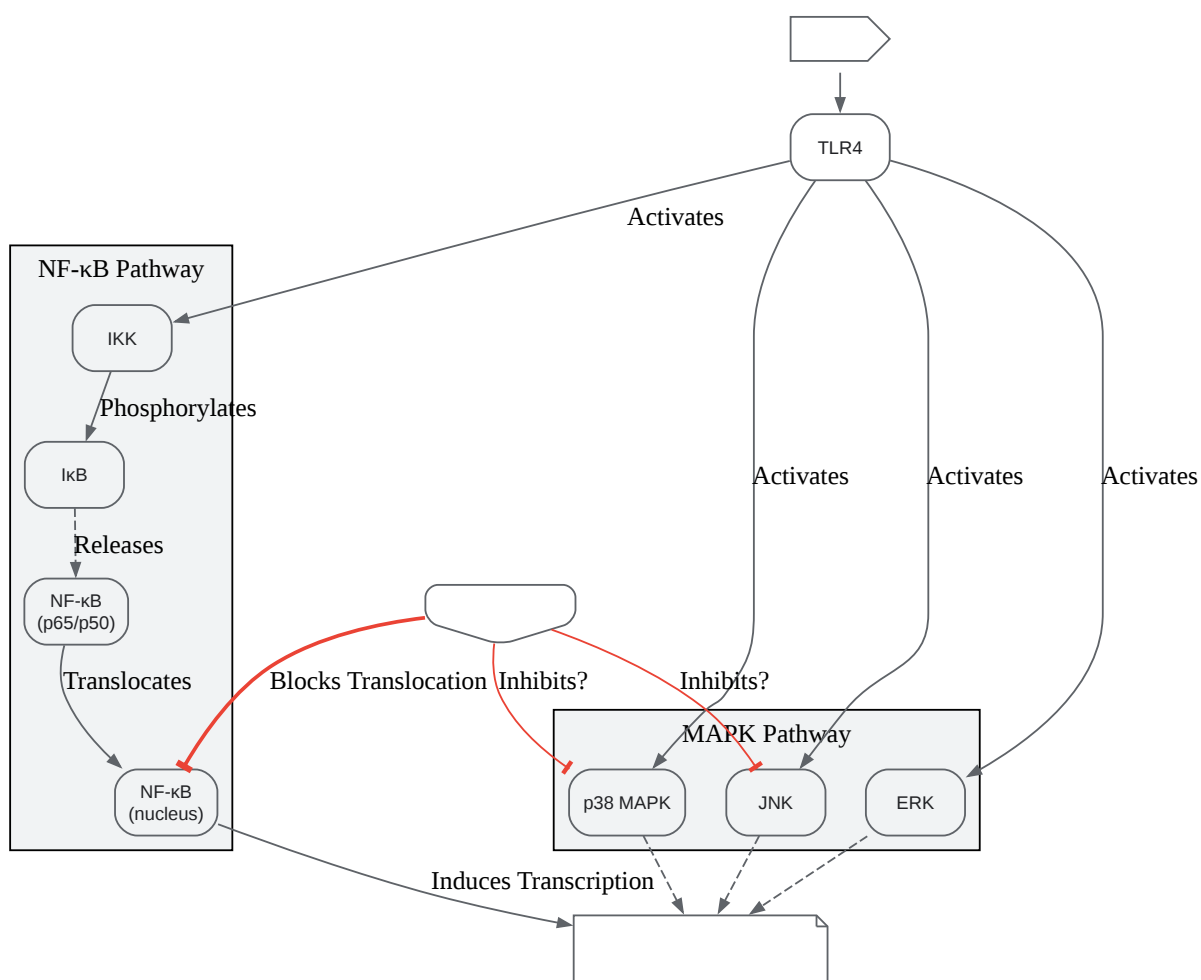 TLR4
Activates
NF-κB Pathway
IKK
Phosphorylates
IκB
Activates
Activates
Activates
Releases
NF-κB
(p65/p50)
Translocates
Blocks Translocation
Inhibits?
Inhibits?
MAPK Pathway
NF-κB
(nucleus)
p38 MAPK
JNK
ERK
Induces Transcription